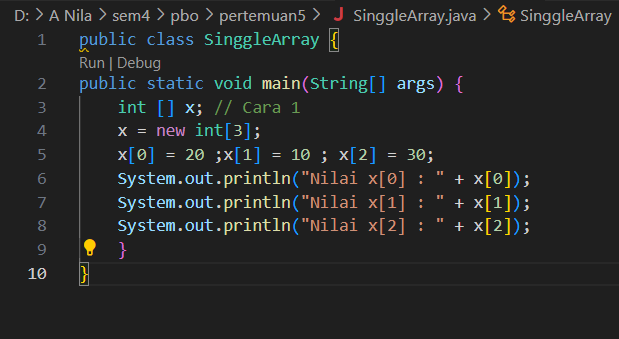 D: > A Nila > sem4 > pbo > pertemuan5 > J SinggleArray.java > SinggleArray
1 public class SinggleArray {
Run | Debug
2 public static void main(String[] args) {
3 int [] x; // Cara 1
4 x = new int[3];
5 x[0] = 20 ;x[1] = 10 ; x[2] = 30;
6 System.out.println("Nilai x[0] : " + x[0]);
7 System.out.println("Nilai x[1] : " + x[1]);
8 System.out.println("Nilai x[2] : " + x[2]);
9 }
10 }